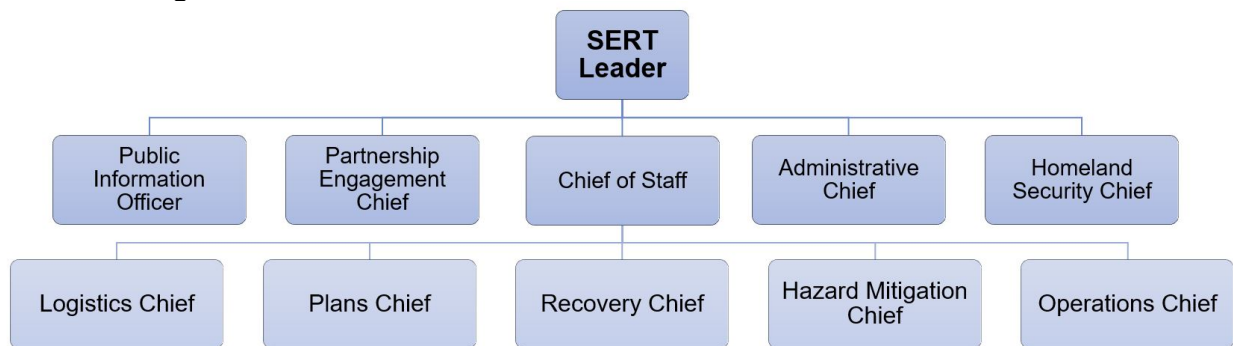 SERT
Leader
Public
Information
Officer
Partnership
Engagement
Chief
Chief of Staff
Administrative
Chief
Homeland
Security Chief
Logistics Chief
Plans Chief
Recovery Chief
Hazard Mitigation
Chief
Operations Chief